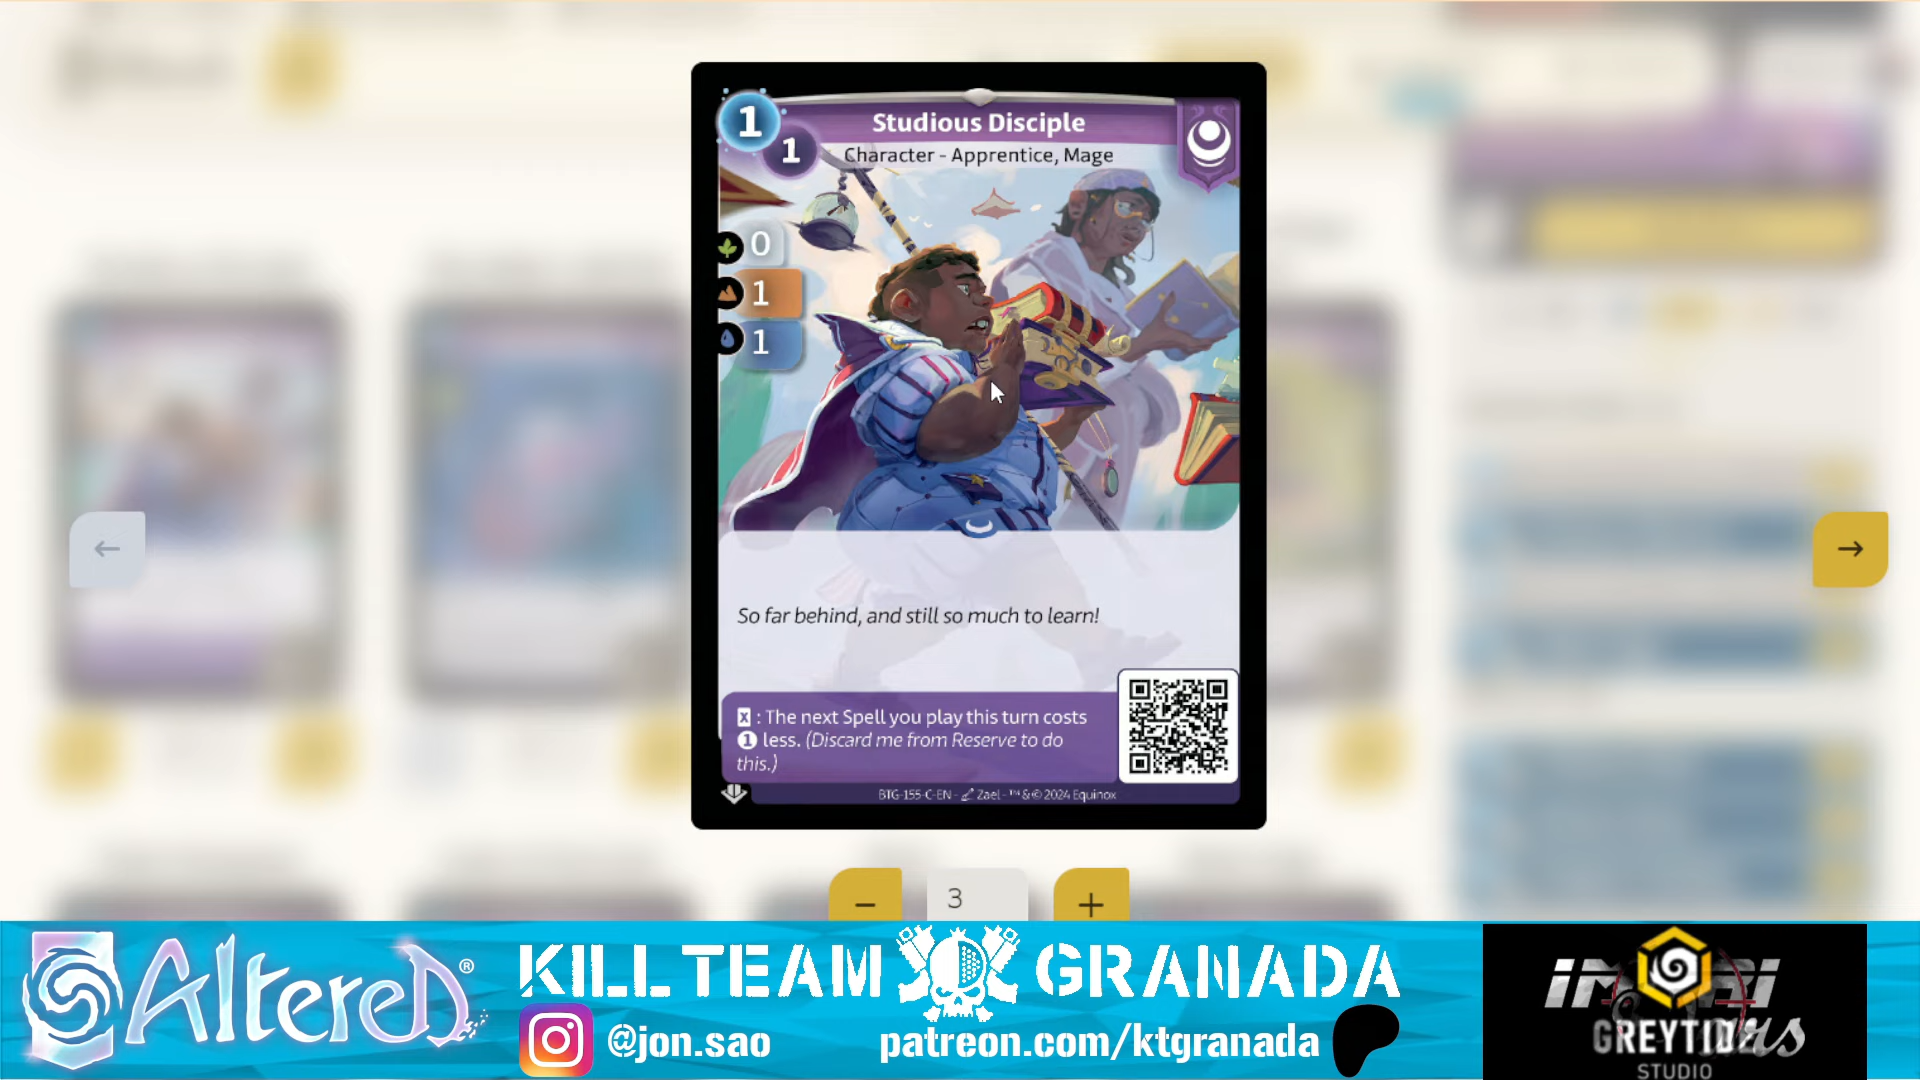 1
1
Studious Disciple
Character - Apprentice, Mage
0
1
1
So far behind, and still so much to learn!
X : The next Spell you play this turn costs
1 less. (Discard me from Reserve to do
this.)
BTG-155-C-EN - Zael - ™ & © 2024 Equinox
←
→
−
3
+
Altered®
KILL TEAM GRANADA
@jon.sao
patreon.com/ktgranada
GREYTIDE
STUDIO